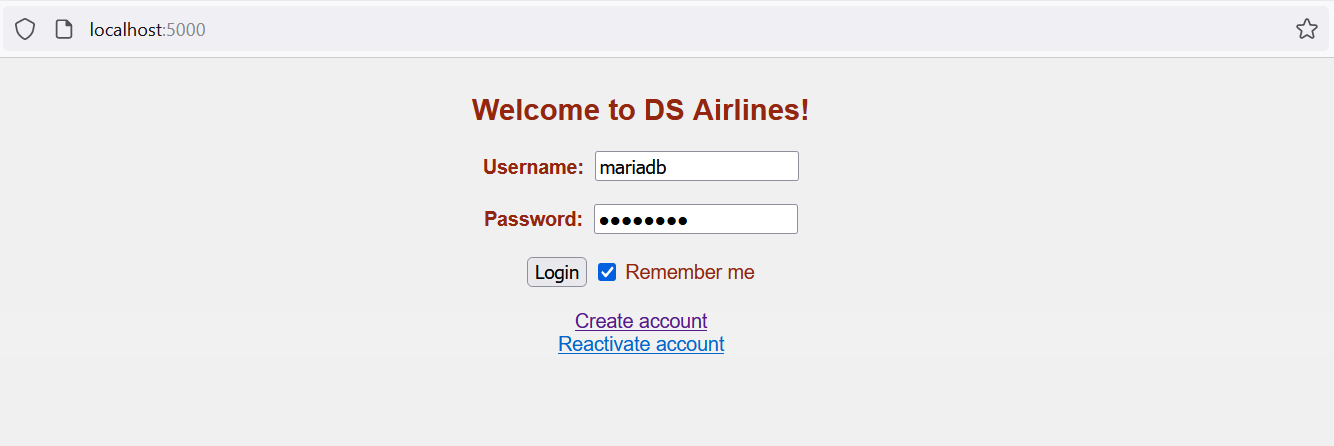 localhost:5000
Welcome to DS Airlines!
Username: mariadb
Password: ••••••••
Login Remember me
Create account
Reactivate account